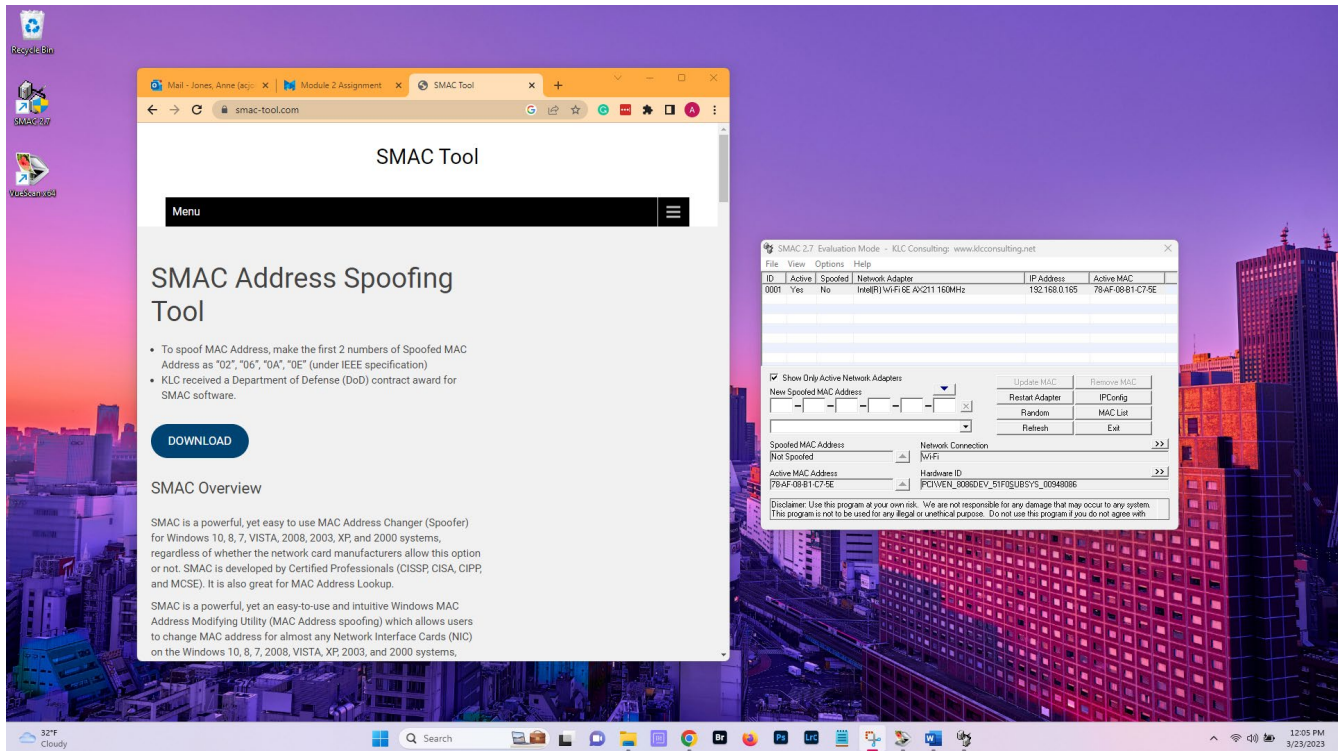 Recycle Bin
SMAC 2.7
VueScan x64
Mail - Jones, Anne (acjo
Module 2 Assignment
SMAC Tool
smac-tool.com
SMAC Tool
Menu
SMAC Address Spoofing
Tool
To spoof MAC Address, make the first 2 numbers of Spoofed MAC
Address as “02”, “06”, “0A”, “0E” (under IEEE specification)
KLC received a Department of Defense (DoD) contract award for
SMAC software.
DOWNLOAD
SMAC Overview
SMAC is a powerful, yet easy to use MAC Address Changer (Spoofer)
for Windows 10, 8, 7, VISTA, 2008, 2003, XP, and 2000 systems,
regardless of whether the network card manufacturers allow this option
or not. SMAC is developed by Certified Professionals (CISSP, CISA, CIPP,
and MCSE). It is also great for MAC Address Lookup.
SMAC is a powerful, yet an easy-to-use and intuitive Windows MAC
Address Modifying Utility (MAC Address spoofing) which allows users
to change MAC address for almost any Network Interface Cards (NIC)
on the Windows 10, 8, 7, 2008, VISTA, XP, 2003, and 2000 systems,
SMAC 2.7 Evaluation Mode - KLC Consulting: www.klcconsulting.net
File View Options Help
ID Active Spoofed Network Adapter IP Address Active MAC
0001 Yes No Intel(R) Wi-Fi 6E AX211 160MHz 192.168.0.165 78-AF-08-B1-C7-5E
Show Only Active Network Adapters
New Spoofed MAC Address
Update MAC Remove MAC
Restart Adapter IPConfig
Random MAC List
Refresh Exit
Spoofed MAC Address Network Connection >>
Not Spoofed Wi-Fi
Active MAC Address Hardware ID >>
78-AF-08-B1-C7-5E PCI\VEN_8086DEV_51F0SUBSYS_00948086
Disclaimer: Use this program at your own risk. We are not responsible for any damage that may occur to any system.
This program is not to be used for any illegal or unethical purpose. Do not use this program if you do not agree with
32°F
Cloudy
Search
Br
Ps
LrC
12:05 PM
3/23/2023